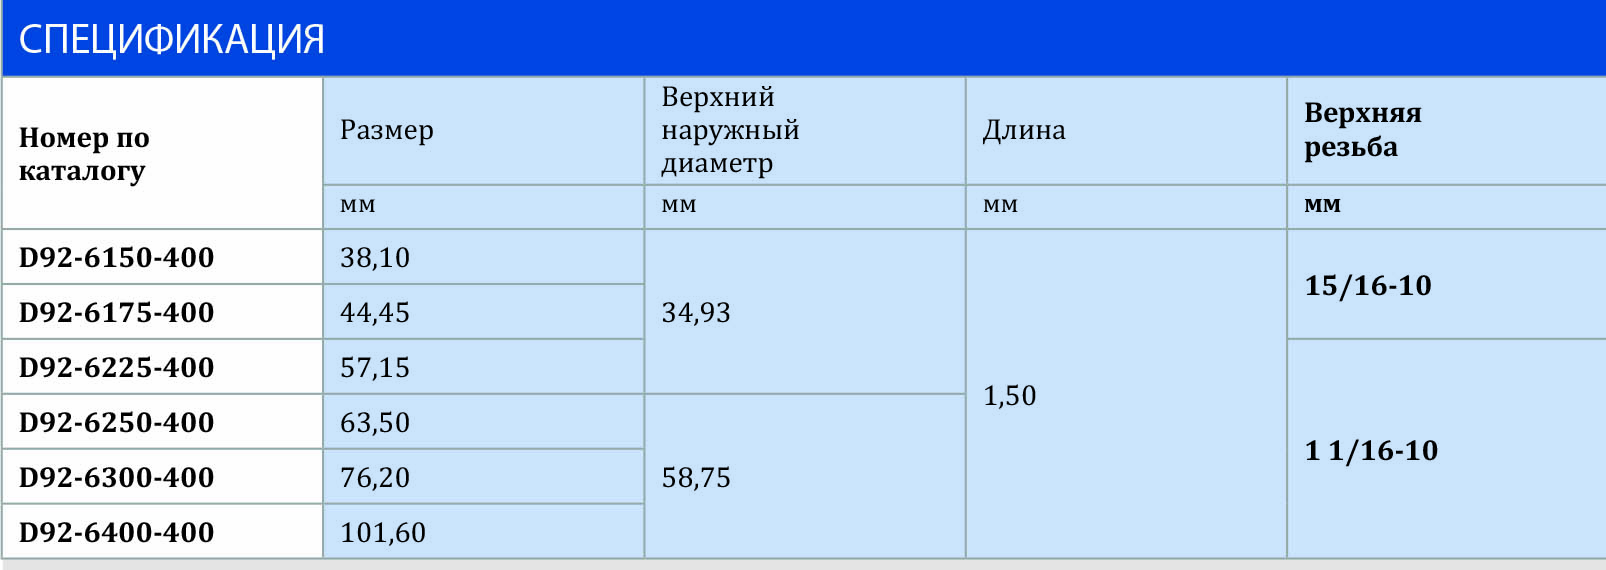 СПЕЦИФИКАЦИЯ
Номер по
каталогу
Размер
Верхний
наружный
диаметр
Длина
Верхняя
резьба
мм
мм
мм
мм
D92-6150-400
38,10
34,93
1,50
15/16-10
D92-6175-400
44,45
D92-6225-400
57,15
1 1/16-10
D92-6250-400
63,50
58,75
D92-6300-400
76,20
D92-6400-400
101,60